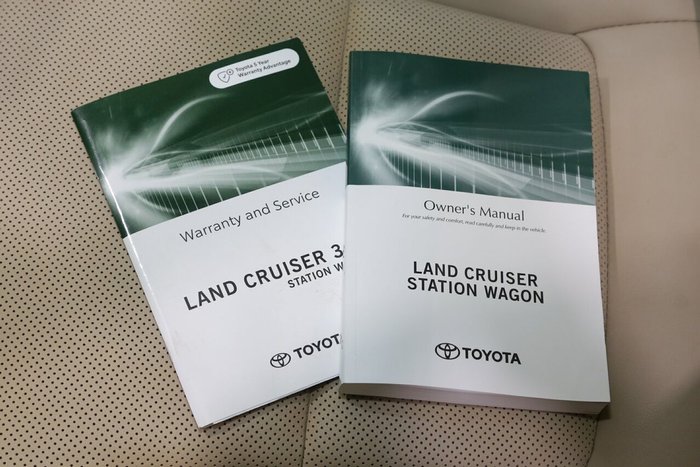 Toyota 5 Year
Warranty Advantage
Warranty and Service
LAND CRUISER 3
STATION W
TOYOTA
Owner's Manual
For your safety and comfort, read carefully and keep in the vehicle.
LAND CRUISER
STATION WAGON
TOYOTA